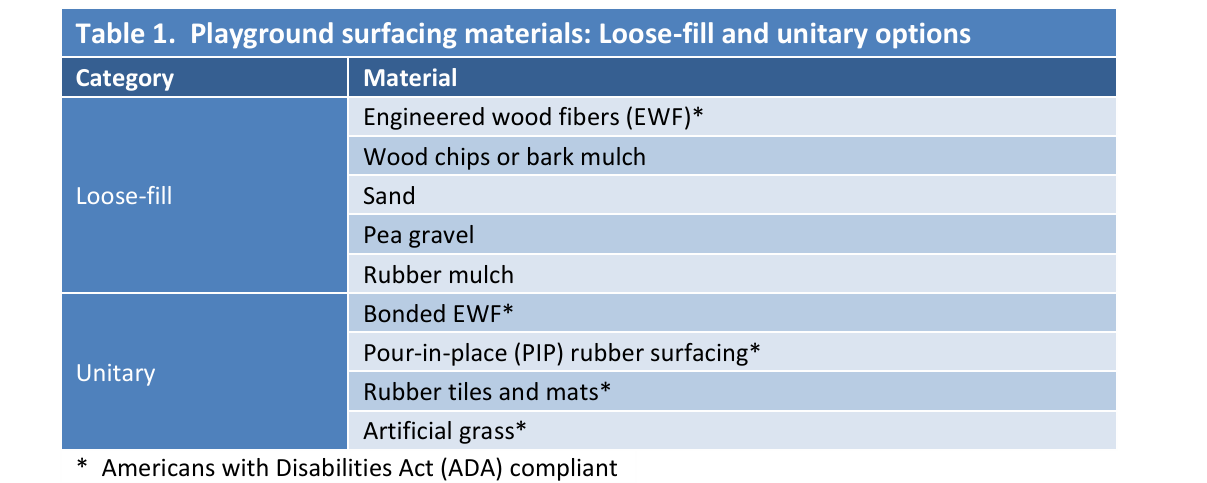 Table 1.  Playground surfacing materials: Loose-fill and unitary options
Category Material
Loose-fill
Engineered wood fibers (EWF)*
Wood chips or bark mulch
Sand
Pea gravel
Rubber mulch
Unitary
Bonded EWF*
Pour-in-place (PIP) rubber surfacing*
Rubber tiles and mats*
Artificial grass*
* Americans with Disabilities Act (ADA) compliant